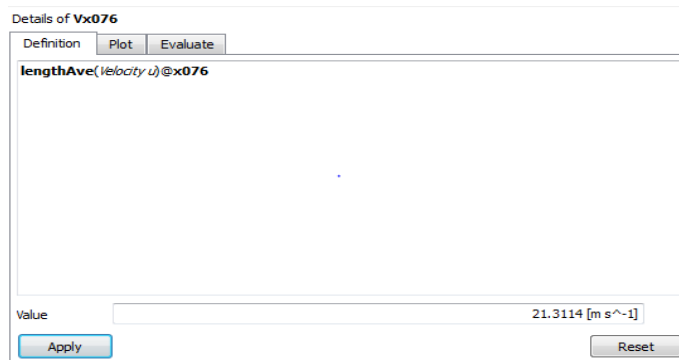 Details of Vx076
Definition Plot Evaluate
lengthAve(Velocity u)@x076
Value 21.3114 [m s^-1]
Apply Reset